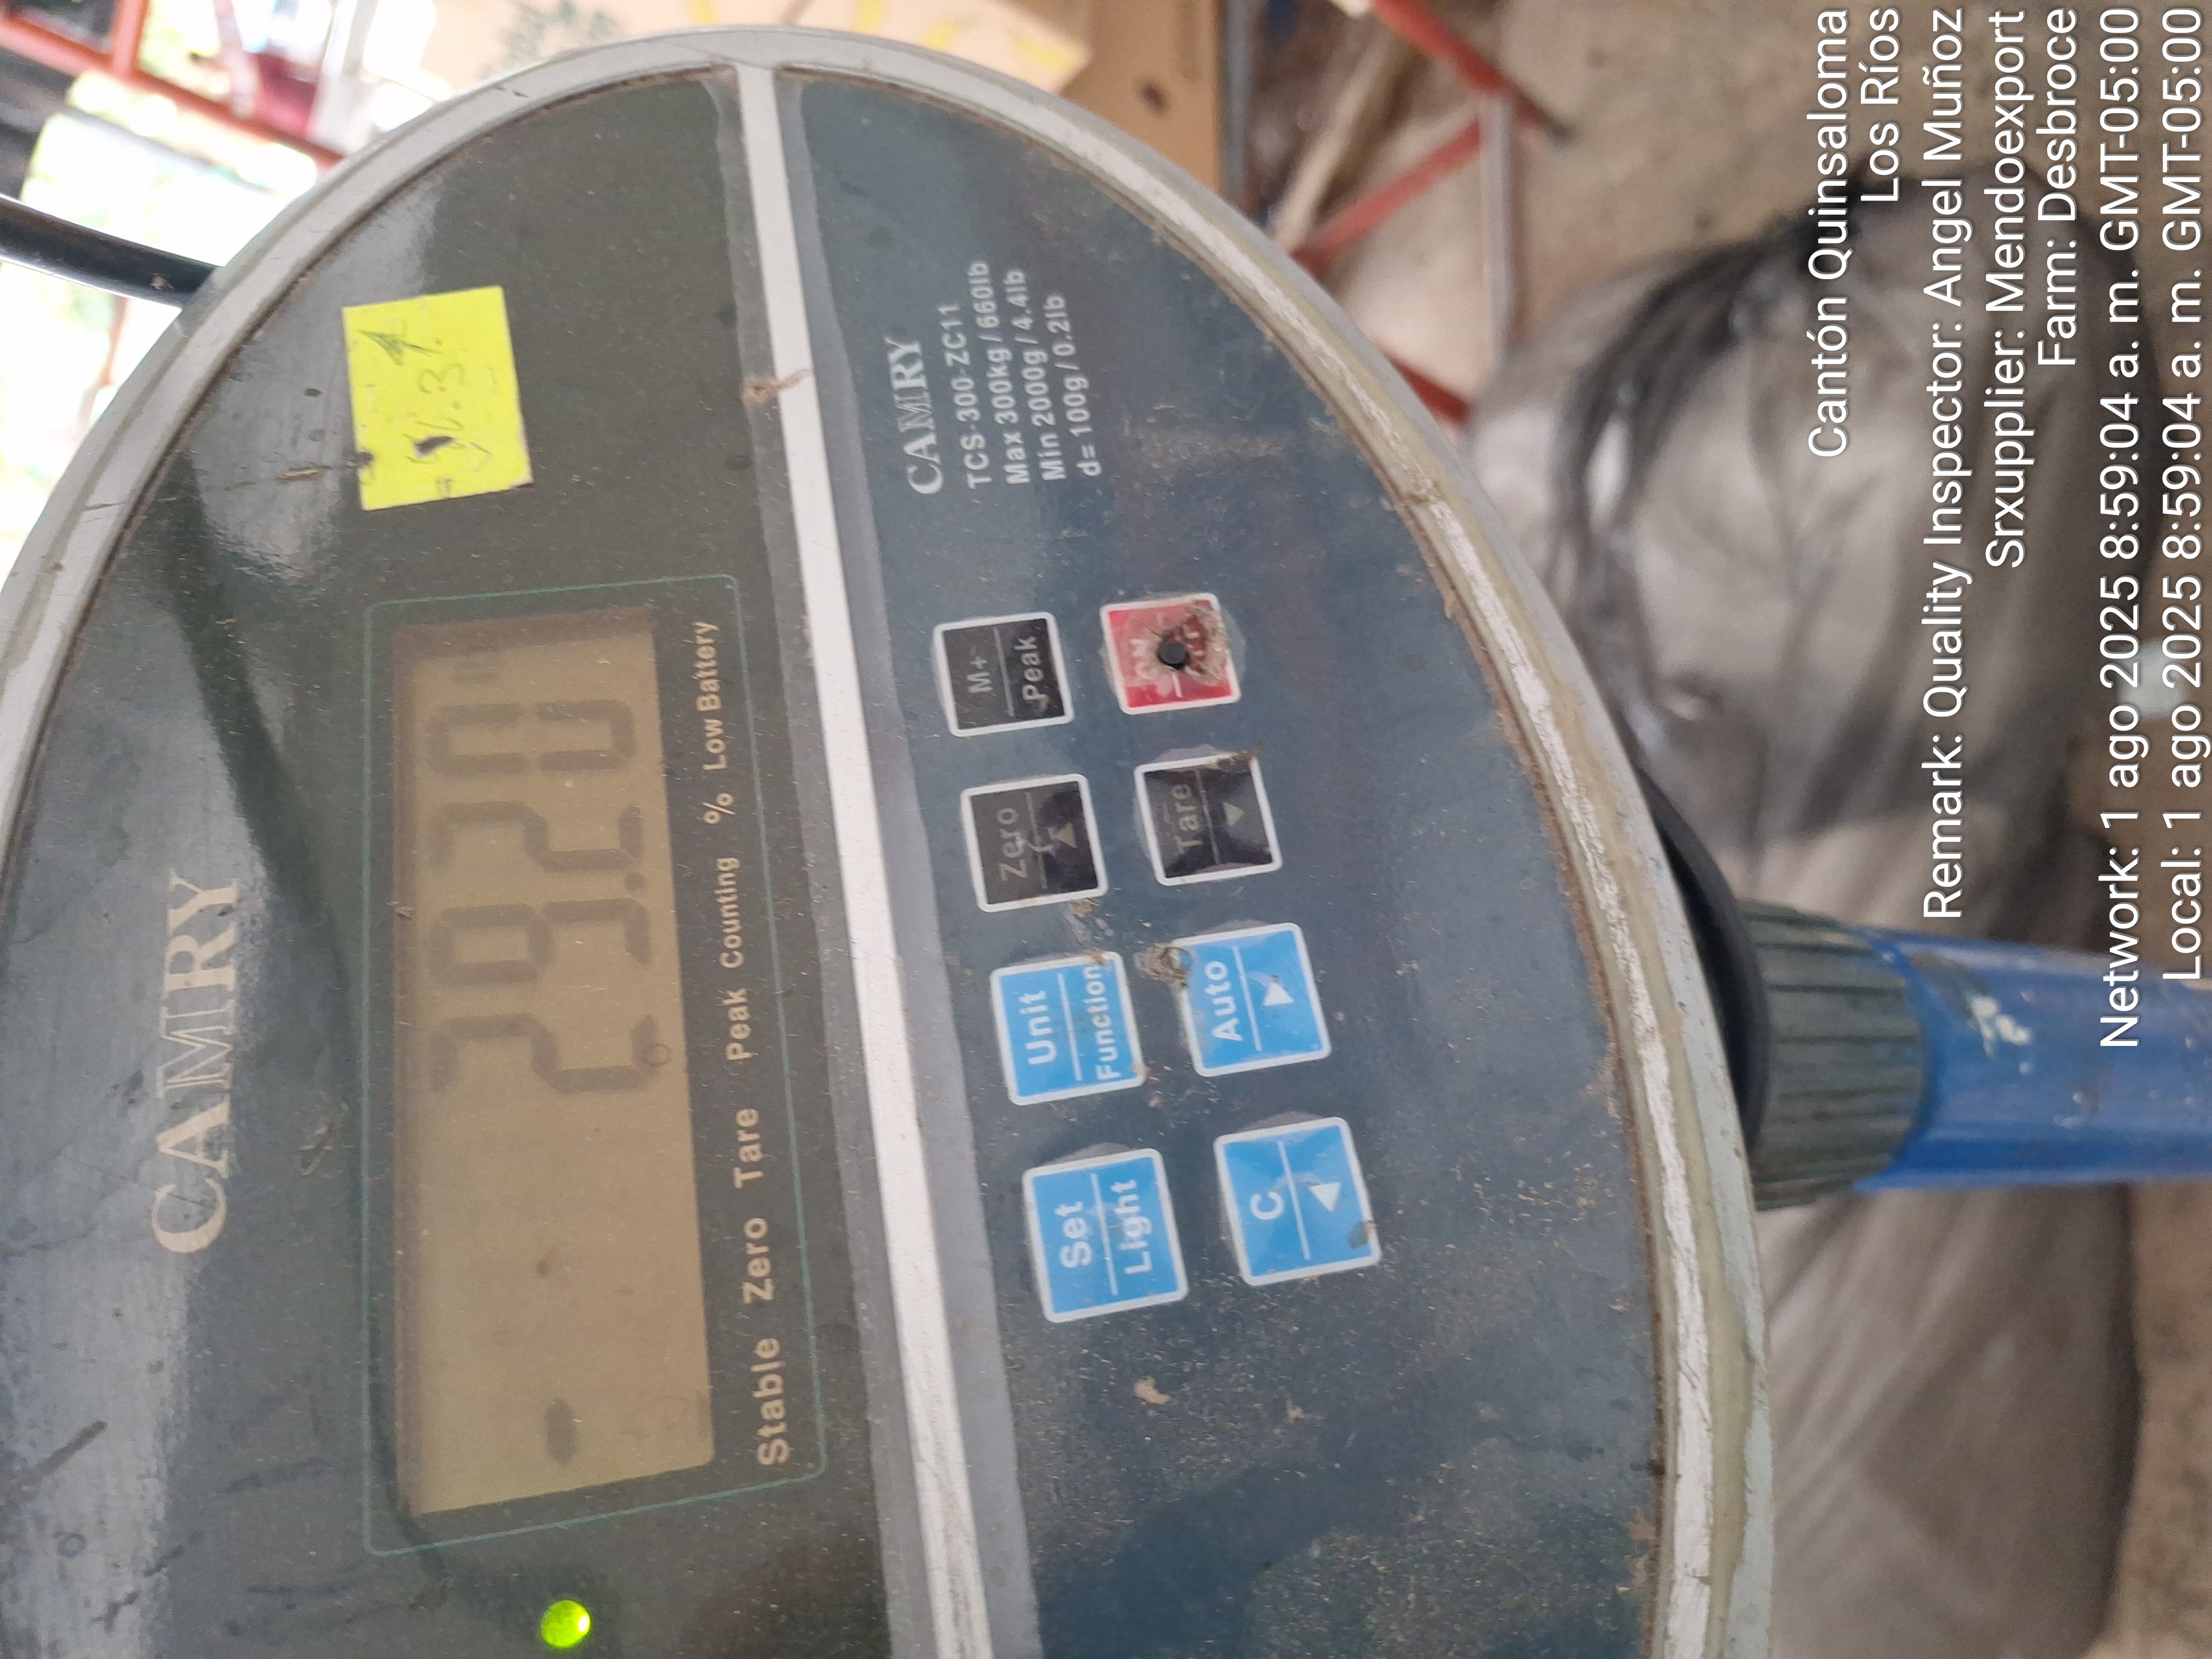 CAMRY
29.20
Stable Zero Tare Peak Counting % Low Battery
CAMRY
TCS-300-ZC11
Max 300kg / 660lb
Min 2000g / 4.4lb
d= 100g / 0.2lb
Set
Light
Unit
Function
Zero
M+
Peak
C
Auto
Tare
ON
Cantón Quinsaloma
Los Ríos
Remark: Quality Inspector: Angel Muñoz
Srxupplier: Mendoexport
Farm: Desbroce
Network: 1 ago 2025 8:59:04 a. m. GMT-05:00
Local: 1 ago 2025 8:59:04 a. m. GMT-05:00